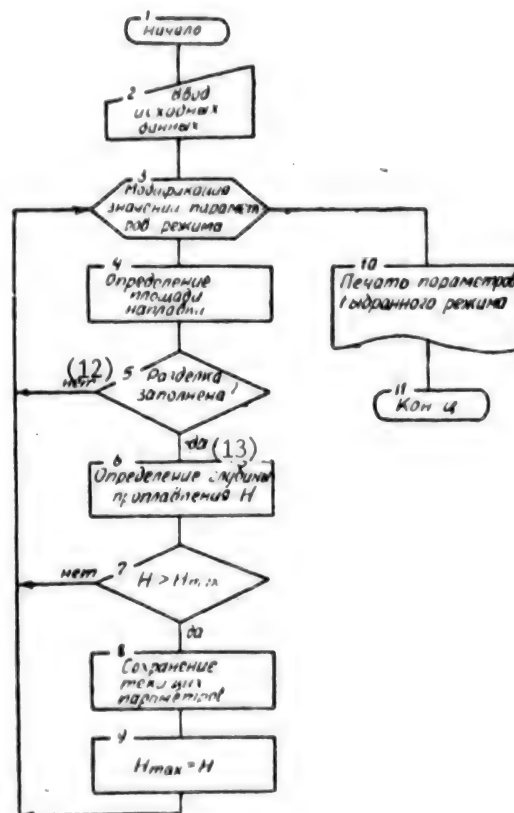 1
Начало
2 Ввод
исходных
данных
3
Модификация
значений парамет
ров режима
4
Определение
площади
наплавки
(12)
нет
5 Разделка
заполнена?
да (13)
6
Определение глубины
проплавления H
нет
7
H > Hmax
да
8
Сохранение
текущих
параметров
9
Hmax = H
10
Печать параметров
выбранного режима
11
Конец